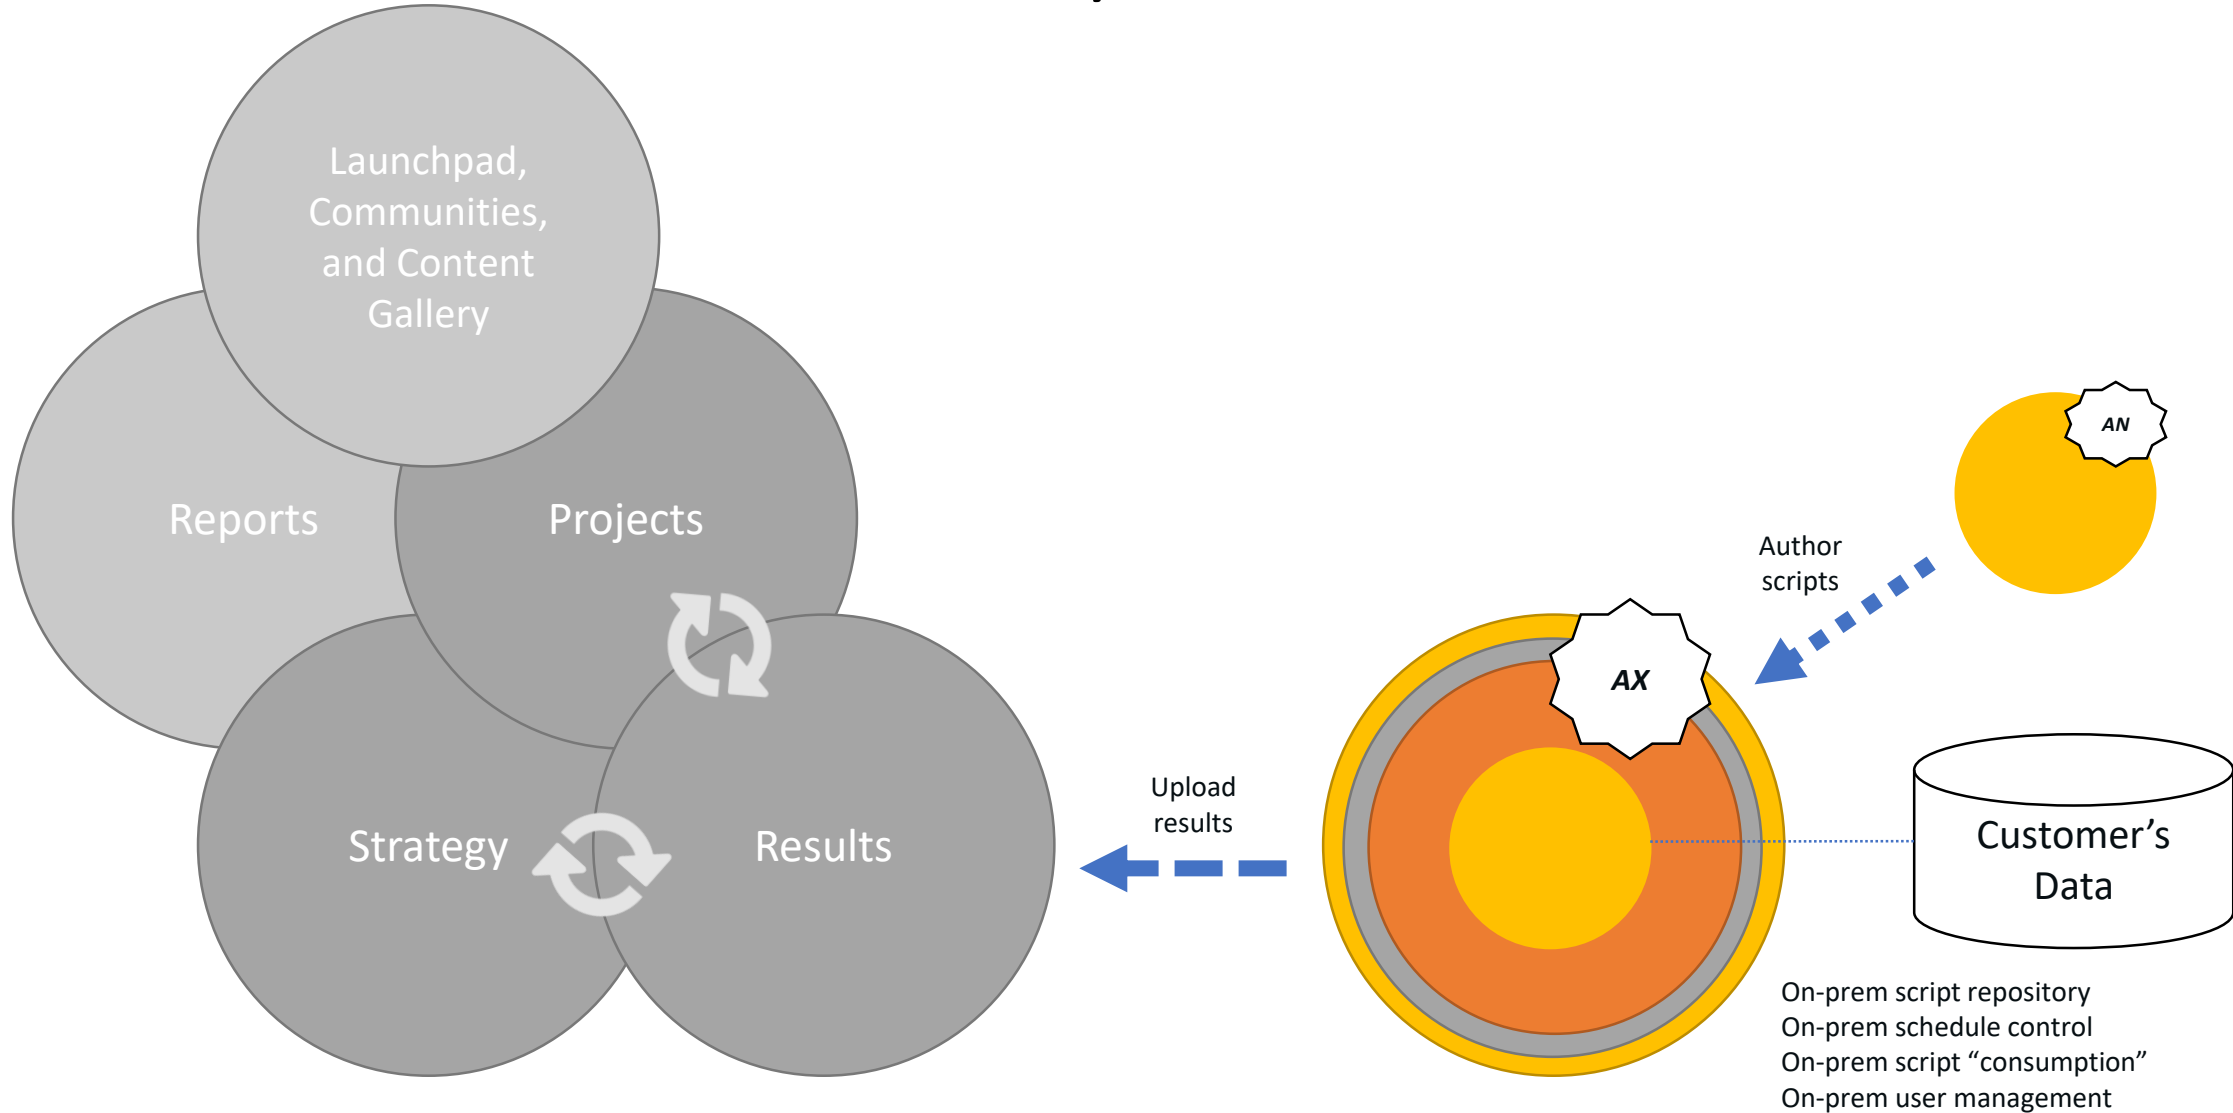 Launchpad,
Communities,
and Content
Gallery
Reports
Projects
Strategy
Results
Upload
results
Author
scripts
AN
AX
Customer’s
Data
On-prem script repository
On-prem schedule control
On-prem script “consumption”
On-prem user management